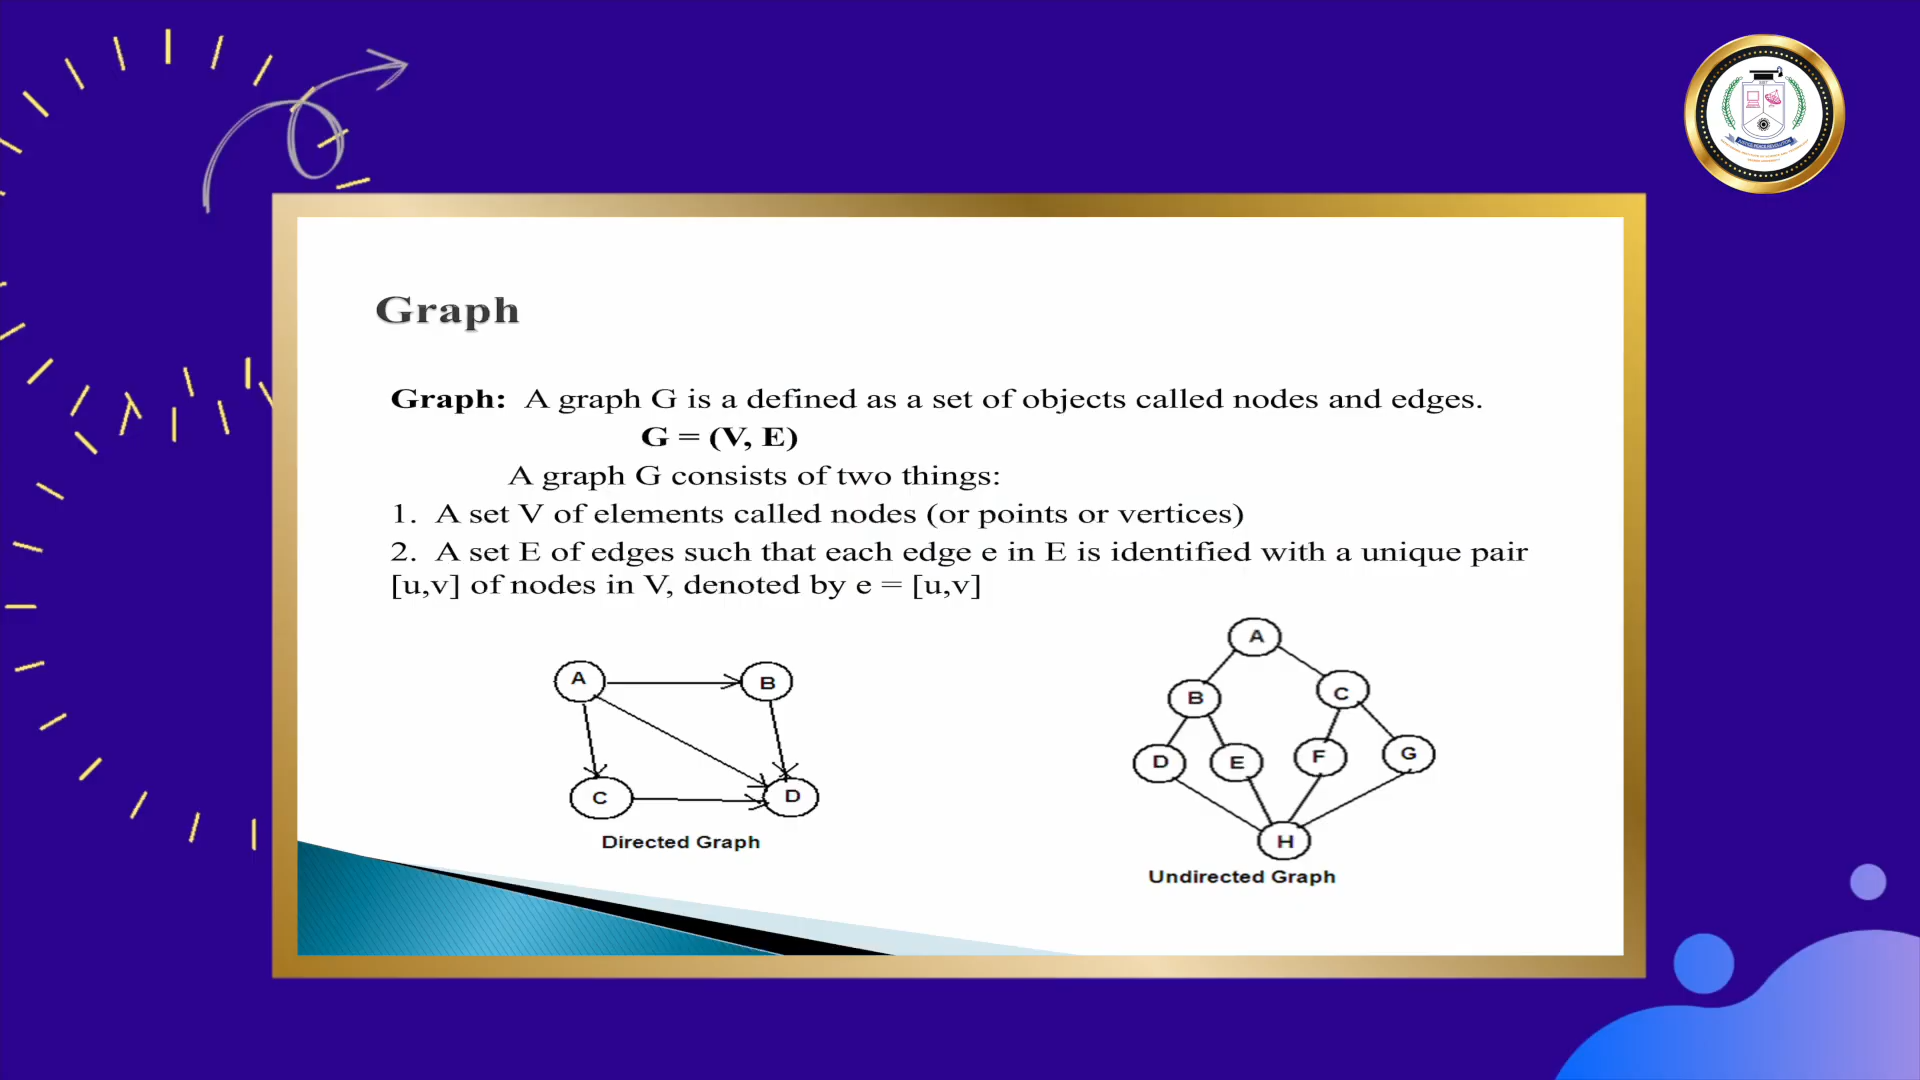 Graph
Graph: A graph G is a defined as a set of objects called nodes and edges.
G = (V, E)
A graph G consists of two things:
1. A set V of elements called nodes (or points or vertices)
2. A set E of edges such that each edge e in E is identified with a unique pair
[u,v] of nodes in V, denoted by e = [u,v]
A B
C D
Directed Graph
A
B C
D E F G
H
Undirected Graph